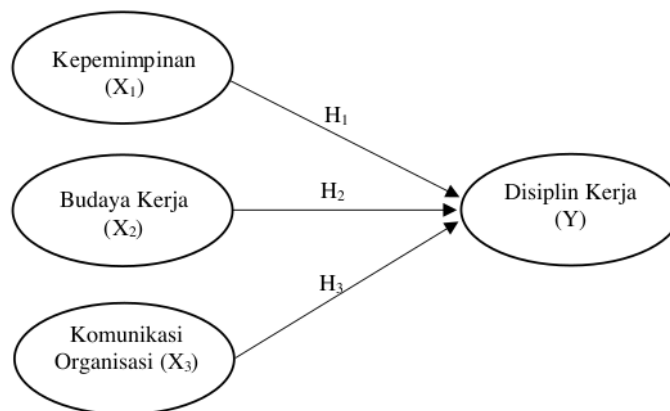 Kepemimpinan
(X₁)
H₁
Budaya Kerja
(X₂)
H₂
Disiplin Kerja
(Y)
H₃
Komunikasi
Organisasi (X₃)